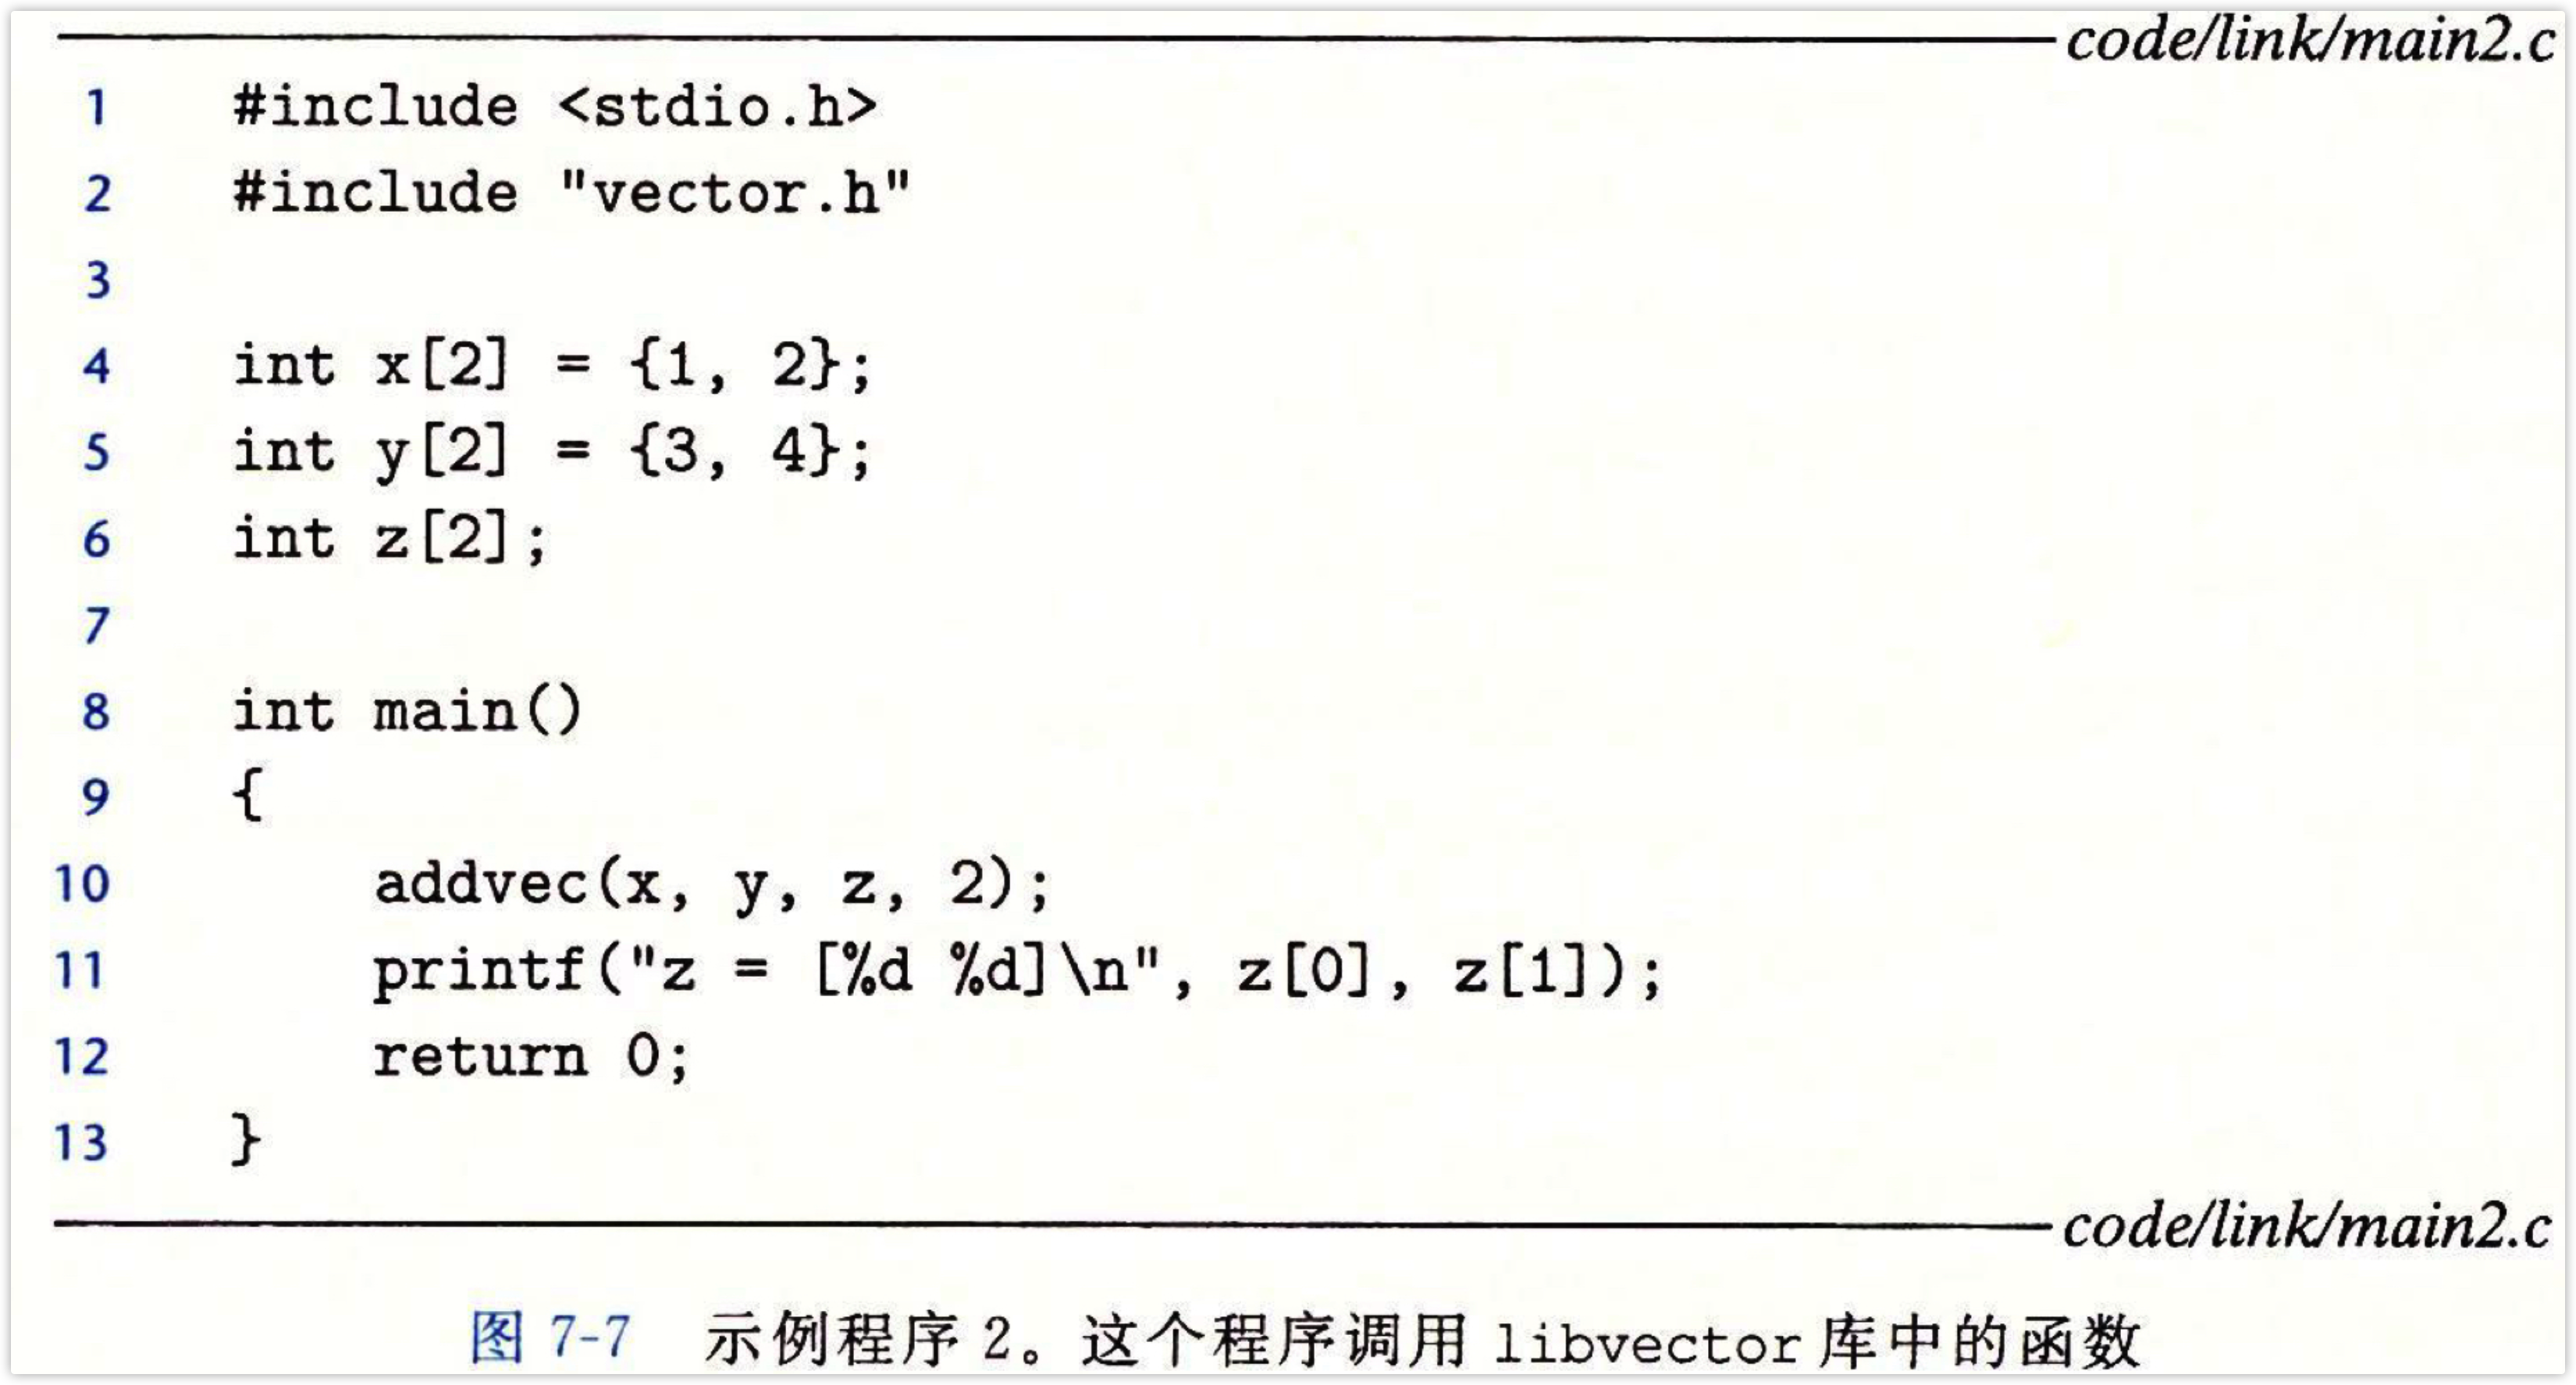 code/link/main2.c
1 #include <stdio.h>
2 #include "vector.h"
3
4 int x[2] = {1, 2};
5 int y[2] = {3, 4};
6 int z[2];
7
8 int main()
9 {
10 addvec(x, y, z, 2);
11 printf("z = [%d %d]\n", z[0], z[1]);
12 return 0;
13 }
code/link/main2.c
图 7-7 示例程序 2。这个程序调用 libvector 库中的函数